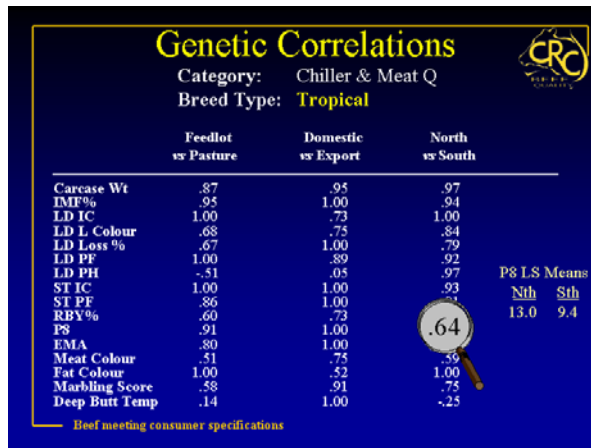 Genetic Correlations
CRC
BEEF
QUALITY
Category: Chiller & Meat Q
Breed Type: Tropical
Feedlot Domestic North
vs Pasture vs Export vs South
Carcase Wt .87 .95 .97
IMF% .95 1.00 .94
LD IC 1.00 .73 1.00
LD L Colour .68 .75 .84
LD Loss % .67 1.00 .79
LD PF 1.00 .89 .92
LD PH -.51 .05 .97
ST IC 1.00 1.00 .93
ST PF .86 1.00
RBY% .60 .73
P8 .91 1.00 .64
EMA .80 1.00
Meat Colour .51 .75 .59
Fat Colour 1.00 .52 1.00
Marbling Score .58 .91 .75
Deep Butt Temp .14 1.00 -.25
P8 LS Means
Nth Sth
13.0 9.4
Beef meeting consumer specifications